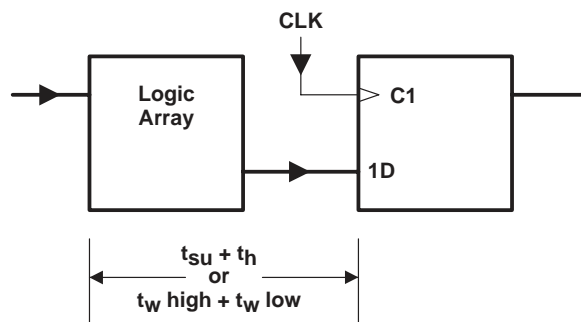 CLK
Logic
Array
C1
1D
tsu + th
or
tw high + tw low